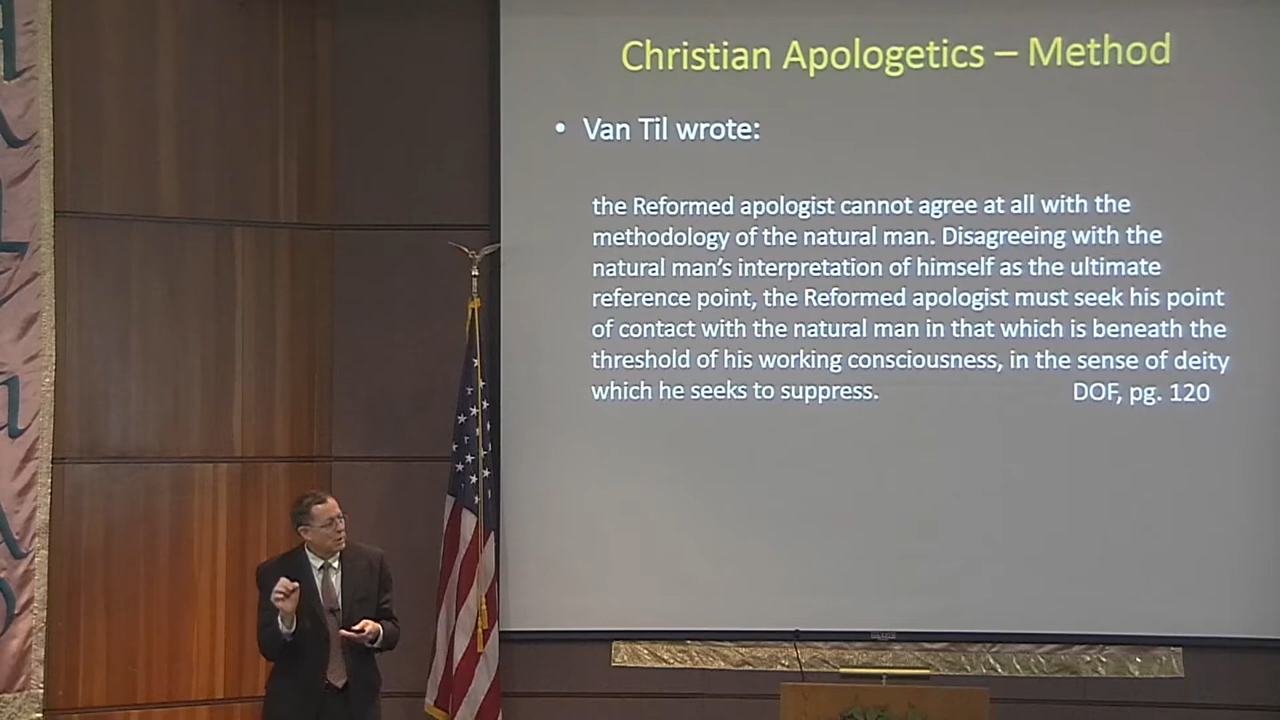 Christian Apologetics – Method
• Van Til wrote:
the Reformed apologist cannot agree at all with the
methodology of the natural man. Disagreeing with the
natural man’s interpretation of himself as the ultimate
reference point, the Reformed apologist must seek his point
of contact with the natural man in that which is beneath the
threshold of his working consciousness, in the sense of deity
which he seeks to suppress. DOF, pg. 120